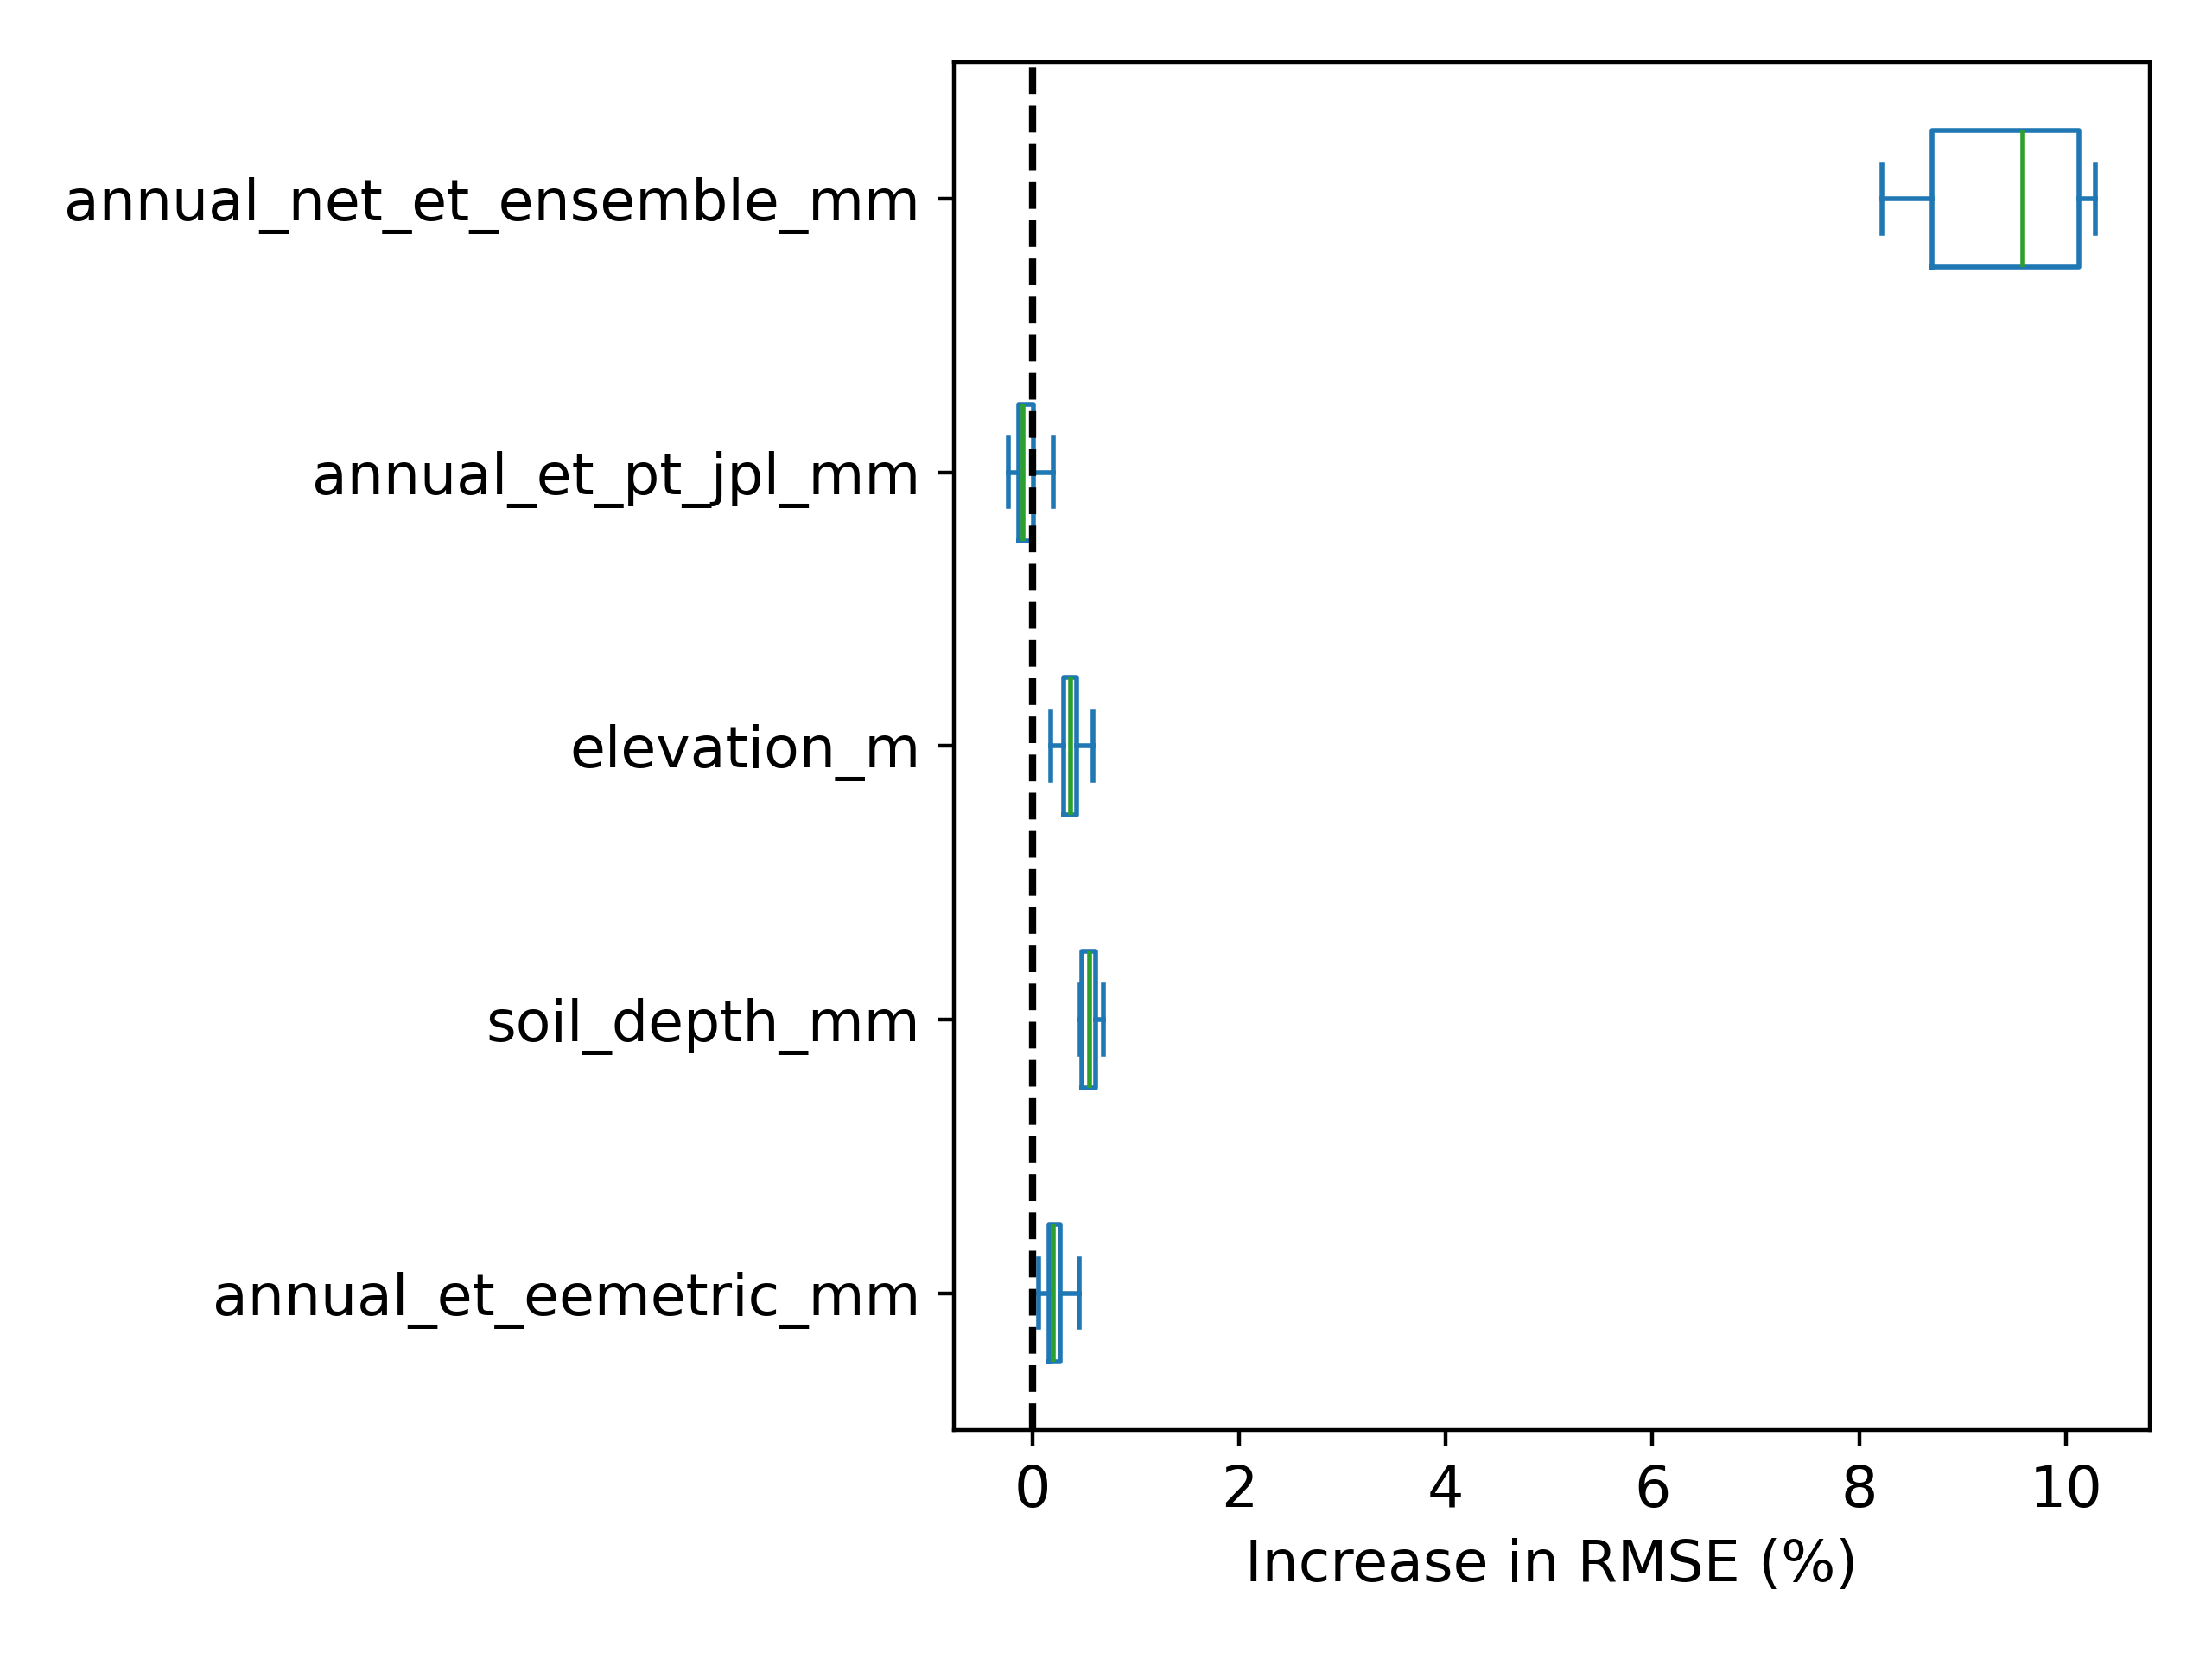 annual_net_et_ensemble_mm
annual_et_pt_jpl_mm
elevation_m
soil_depth_mm
annual_et_eemetric_mm
0 2 4 6 8 10
Increase in RMSE (%)